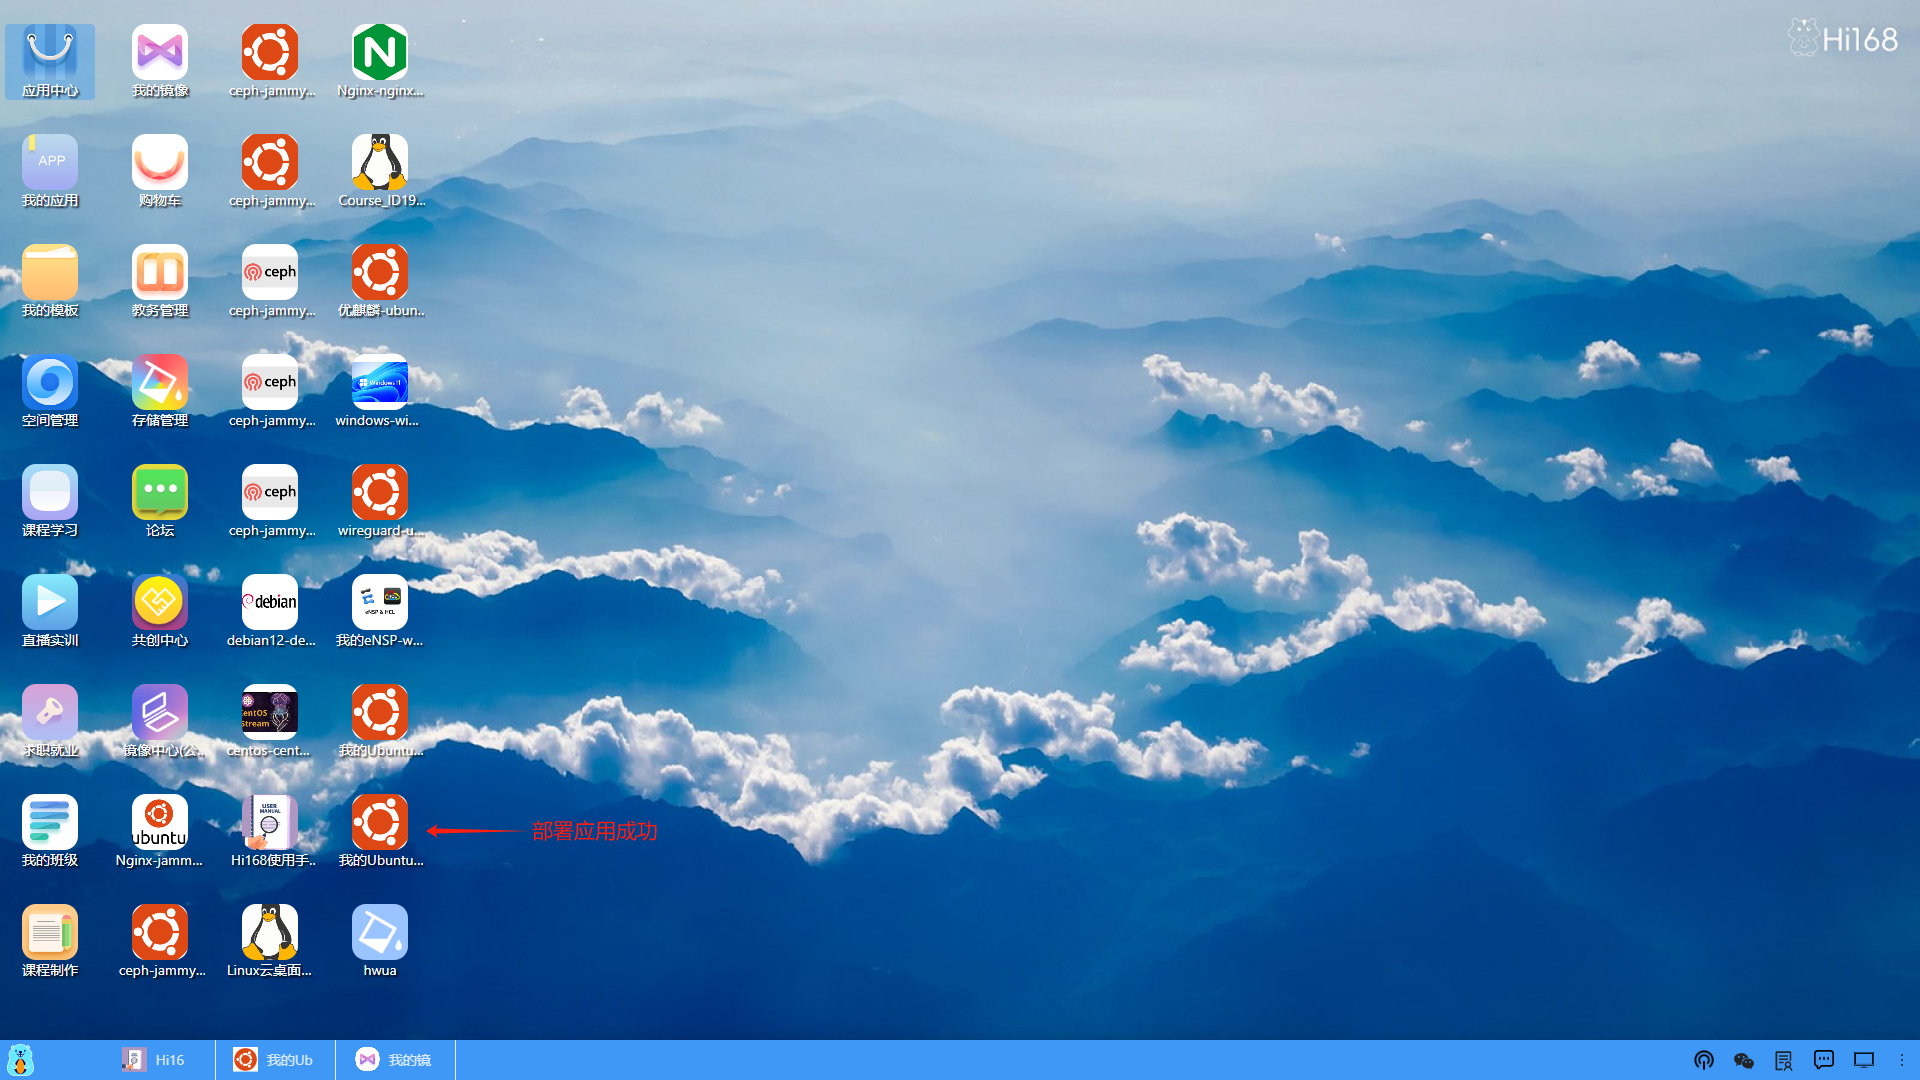 应用中心
我的镜像
ceph-jammy...
Nginx-nginx...
Hi168
APP
我的应用
购物车
ceph-jammy...
Course_ID19...
我的模板
教务管理
ceph
ceph-jammy...
优麒麟-ubun..
空间管理
存储管理
ceph
ceph-jammy...
Windows 11
windows-wi...
课程学习
论坛
ceph
ceph-jammy...
wireguard-u...
直播实训
共创中心
debian
debian12-de...
eNSP & HCL
我的eNSP-w...
求职就业
镜像中心(公..
CentOS
Stream
centos-cent...
我的Ubuntu...
我的班级
ubuntu
Nginx-jamm...
USER
MANUAL
Hi168使用手..
我的Ubuntu...
部署应用成功
课程制作
ceph-jammy...
Linux云桌面...
hwua
Hi16
我的Ub
我的镜